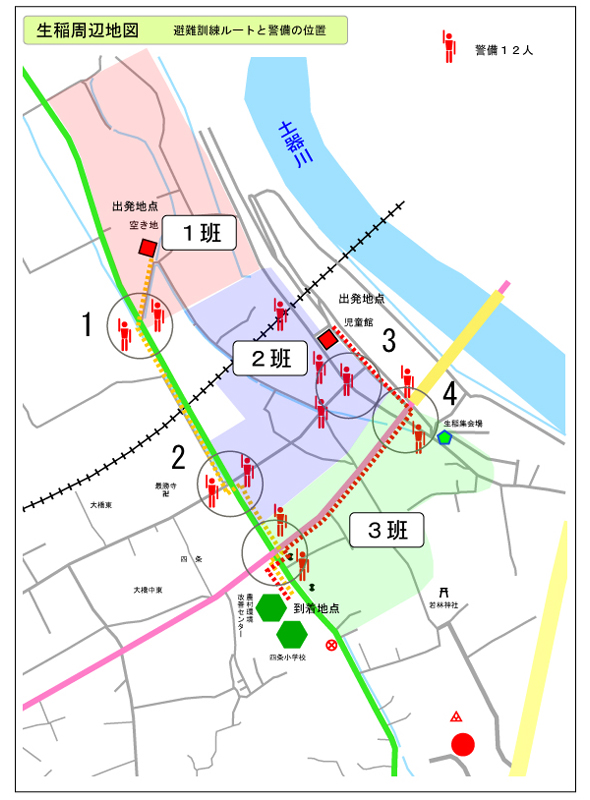 生稲周辺地図 避難訓練ルートと警備の位置
警備12人
土器川
出発地点
空き地
1班
出発地点
児童館
1
3
2班
4
生稲集会場
2
最勝寺
卍
大橋東
3班
四条
大橋中東
若林神社
農村環境
改善センター
到着地点
四条小学校